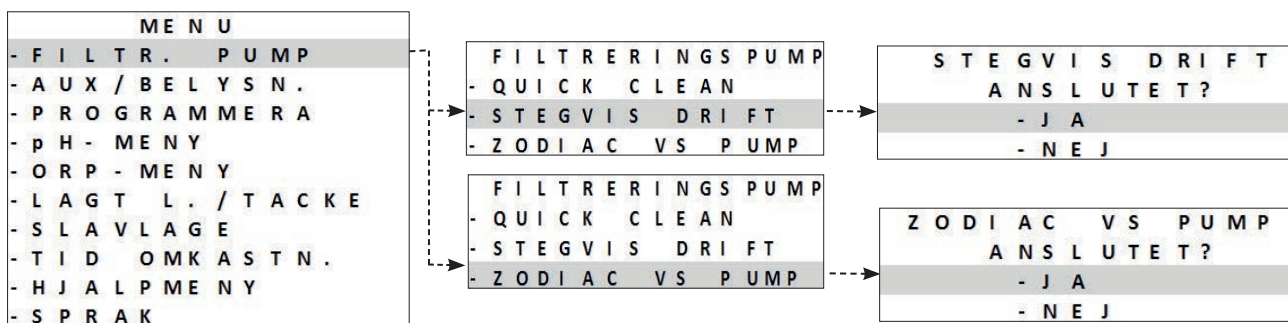 MENU
- FILTR. PUMP
- AUX/BELYSN.
- PROGRAMMERA
- pH- MENY
- ORP- MENY
- LAGT L./TACKE
- SLAVLAGE
- TID OMKASTN.
- HJALPMENY
- SPRAK
FILTRERINGSPUMP
- QUICK CLEAN
- STEGVIS DRIFT
- ZODIAC VS PUMP
STEGVIS DRIFT
ANSLUTET?
- JA
- NEJ
FILTRERINGSPUMP
- QUICK CLEAN
- STEGVIS DRIFT
- ZODIAC VS PUMP
ZODIAC VS PUMP
ANSLUTET?
- JA
- NEJ